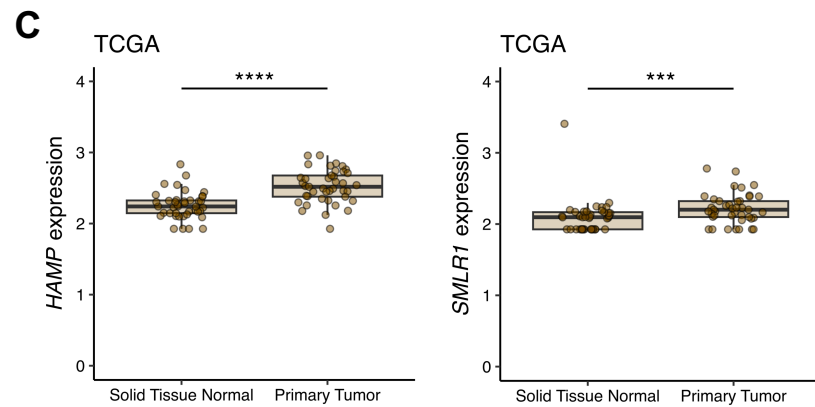 C
TCGA
****
4
3
2
1
0
HAMP expression
Solid Tissue Normal
Primary Tumor
TCGA
***
4
3
2
1
0
SMLR1 expression
Solid Tissue Normal
Primary Tumor